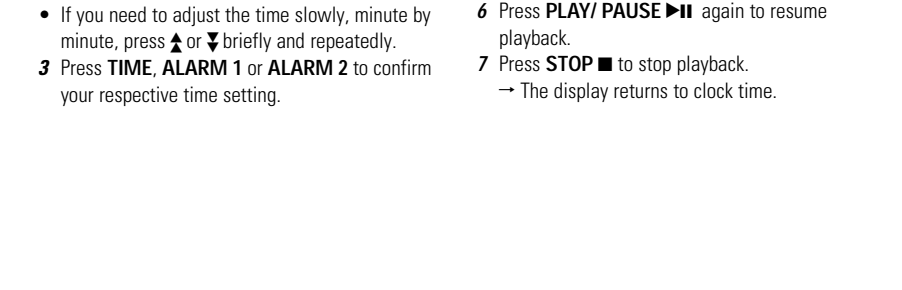 • If you need to adjust the time slowly, minute by
minute, press ⯭ or ⯯ briefly and repeatedly.
3 Press TIME, ALARM 1 or ALARM 2 to confirm
your respective time setting.
6 Press PLAY/ PAUSE ▶II again to resume
playback.
7 Press STOP ■ to stop playback.
→ The display returns to clock time.